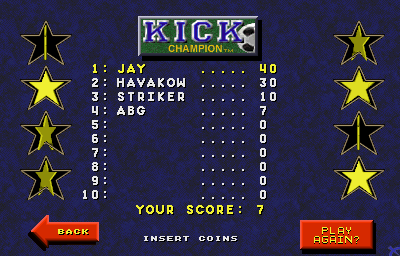 KICK
CHAMPION™
1: JAY ..... 40
2: HAVAKOW ..... 30
3: STRIKER ..... 10
4: ABG ..... 7
5: ..... 0
6: ..... 0
7: ..... 0
8: ..... 0
9: ..... 0
10: ..... 0
YOUR SCORE: 7
BACK
INSERT COINS
PLAY
AGAIN?